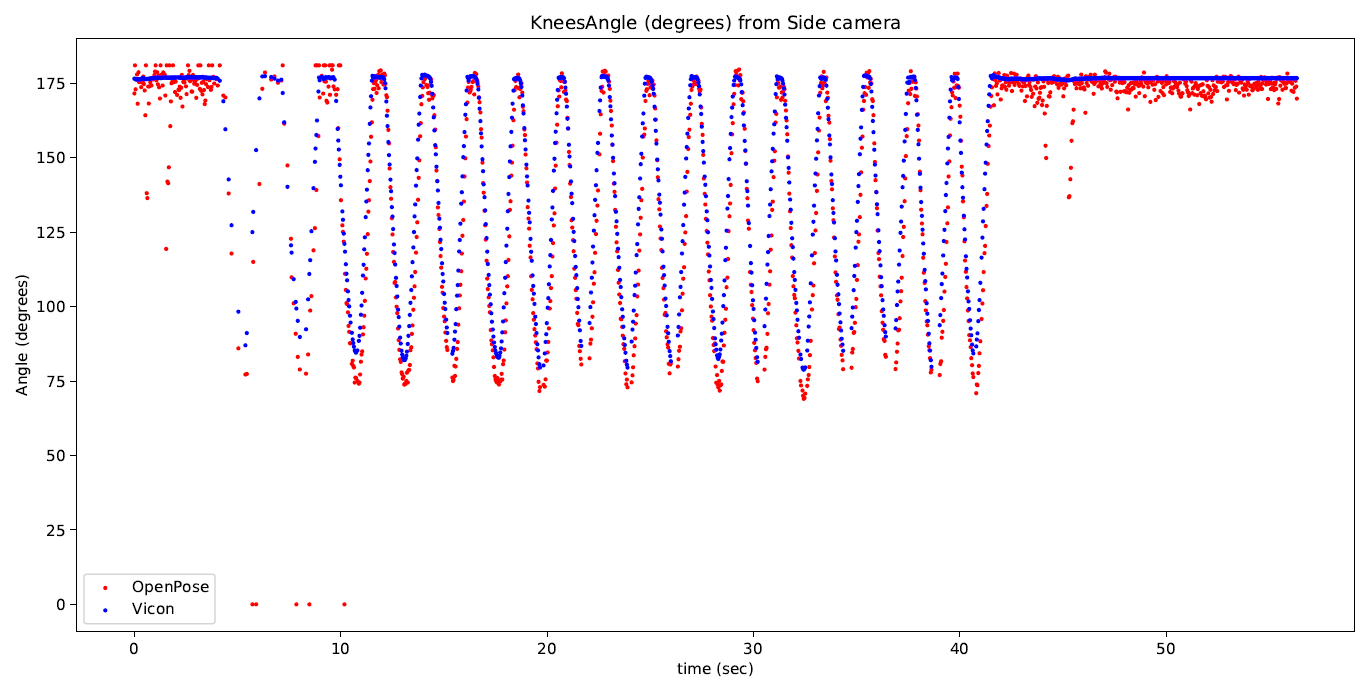 KneesAngle (degrees) from Side camera
Angle (degrees)
175
150
125
100
75
50
25
0
OpenPose
Vicon
0 10 20 30 40 50
time (sec)